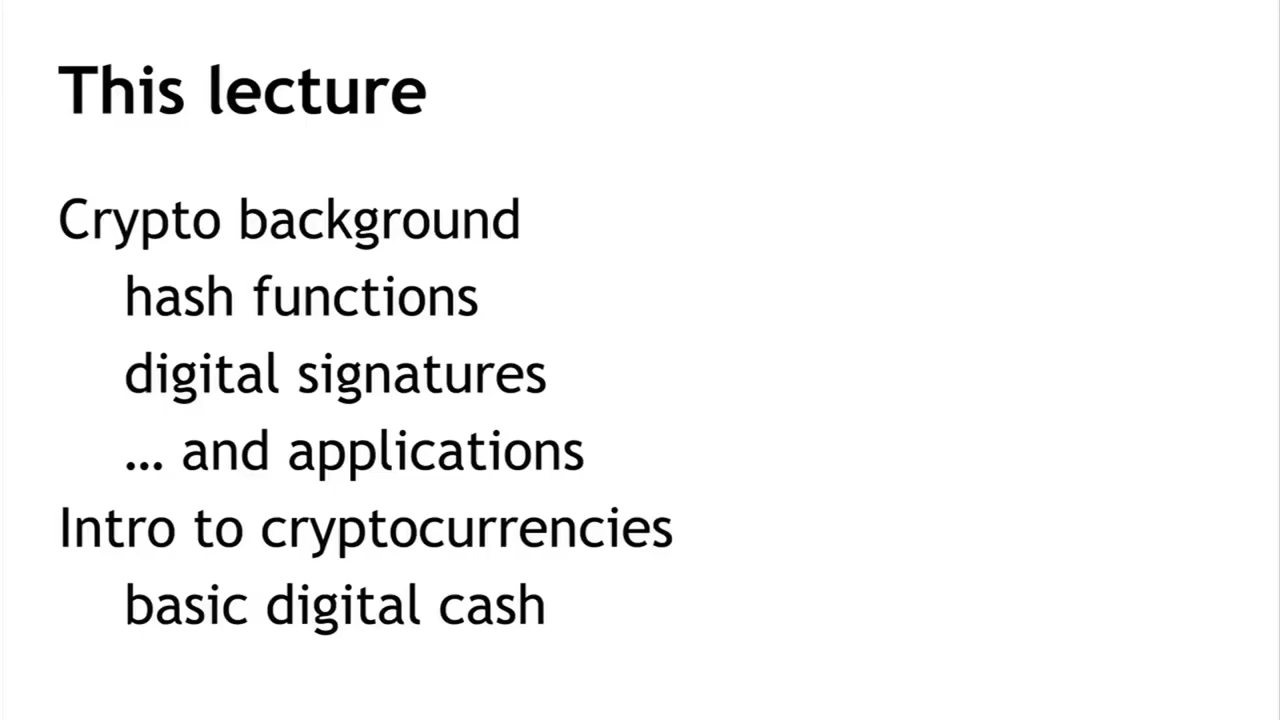 This lecture
Crypto background
hash functions
digital signatures
… and applications
Intro to cryptocurrencies
basic digital cash